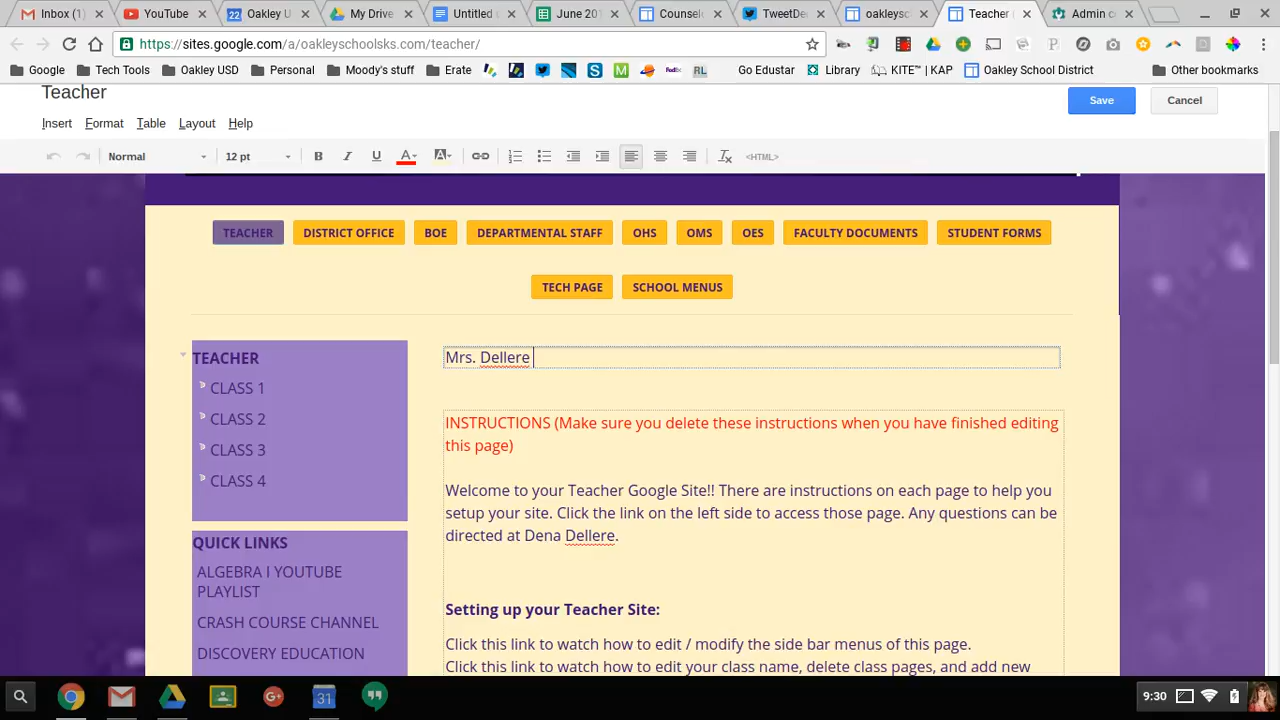 Inbox (1)
YouTube
Oakley U
My Drive
Untitled
June 201
Counsel
TweetDe
oakleysc
Teacher
Admin c
https://sites.google.com/a/oakleyschoolsks.com/teacher/
Google
Tech Tools
Oakley USD
Personal
Moody's stuff
Erate
S
M
FedEx
RL
Go Edustar
Library
KITE™ | KAP
Oakley School District
Other bookmarks
Teacher
Save
Cancel
Insert
Format
Table
Layout
Help
Normal
12 pt
B
I
U
A
A
<HTML>
TEACHER
DISTRICT OFFICE
BOE
DEPARTMENTAL STAFF
OHS
OMS
OES
FACULTY DOCUMENTS
STUDENT FORMS
TECH PAGE
SCHOOL MENUS
TEACHER
CLASS 1
CLASS 2
CLASS 3
CLASS 4
QUICK LINKS
ALGEBRA I YOUTUBE
PLAYLIST
CRASH COURSE CHANNEL
DISCOVERY EDUCATION
Mrs. Dellere
INSTRUCTIONS (Make sure you delete these instructions when you have finished editing
this page)
Welcome to your Teacher Google Site!! There are instructions on each page to help you
setup your site. Click the link on the left side to access those page. Any questions can be
directed at Dena Dellere.
Setting up your Teacher Site:
Click this link to watch how to edit / modify the side bar menus of this page.
Click this link to watch how to edit your class name, delete class pages, and add new
31
9:30